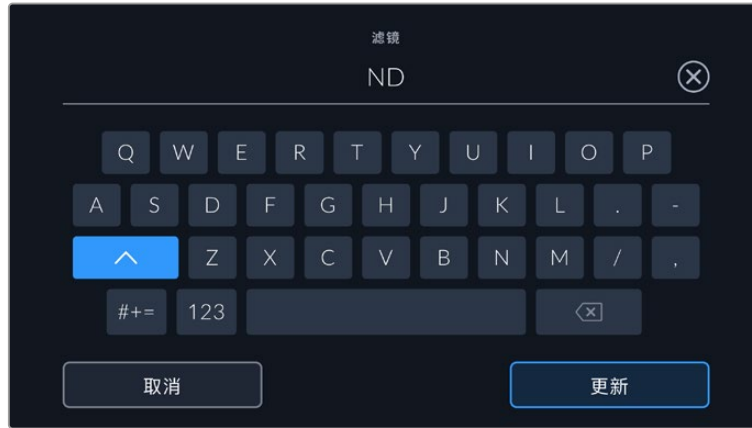 滤镜
ND
Q W E R T Y U I O P
A S D F G H J K L . -
Z X C V B N M / ,
#+= 123
取消 更新